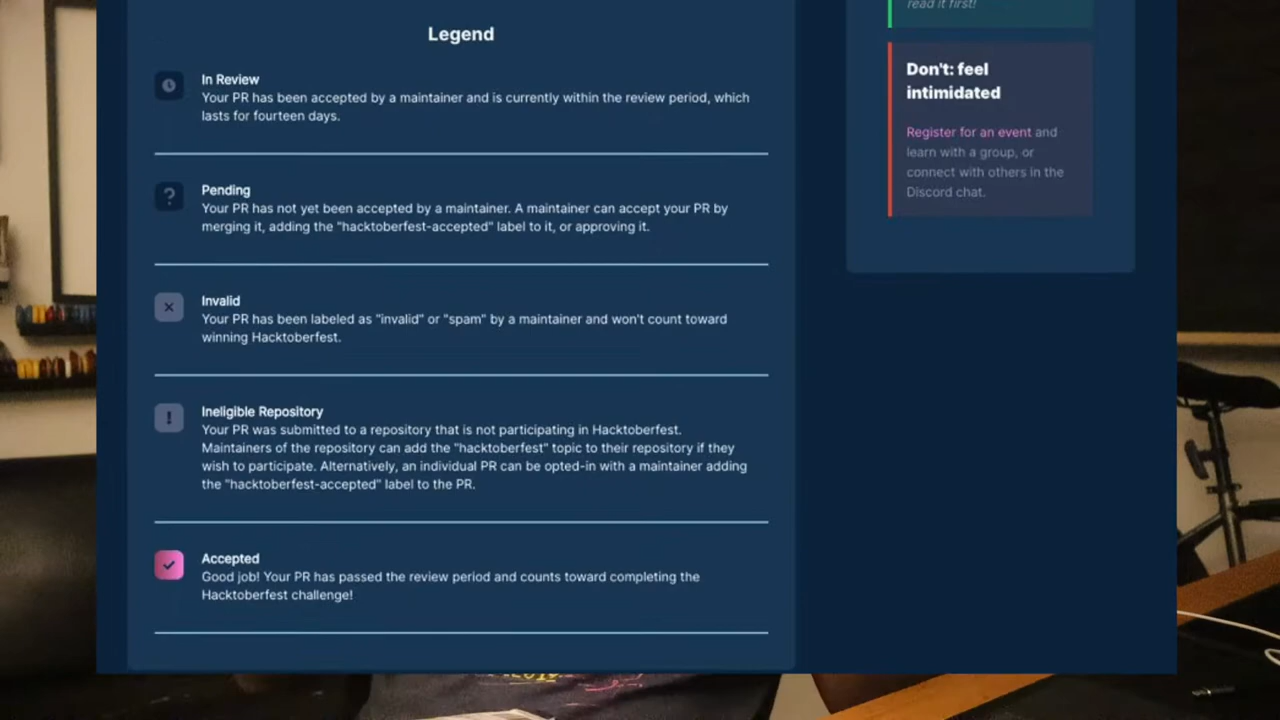 Legend
In Review
Your PR has been accepted by a maintainer and is currently within the review period, which
lasts for fourteen days.
Pending
Your PR has not yet been accepted by a maintainer. A maintainer can accept your PR by
merging it, adding the "hacktoberfest-accepted" label to it, or approving it.
Invalid
Your PR has been labeled as "invalid" or "spam" by a maintainer and won't count toward
winning Hacktoberfest.
Ineligible Repository
Your PR was submitted to a repository that is not participating in Hacktoberfest.
Maintainers of the repository can add the "hacktoberfest" topic to their repository if they
wish to participate. Alternatively, an individual PR can be opted-in with a maintainer adding
the "hacktoberfest-accepted" label to the PR.
Accepted
Good job! Your PR has passed the review period and counts toward completing the
Hacktoberfest challenge!
read it first!
Don't: feel
intimidated
Register for an event and
learn with a group, or
connect with others in the
Discord chat.